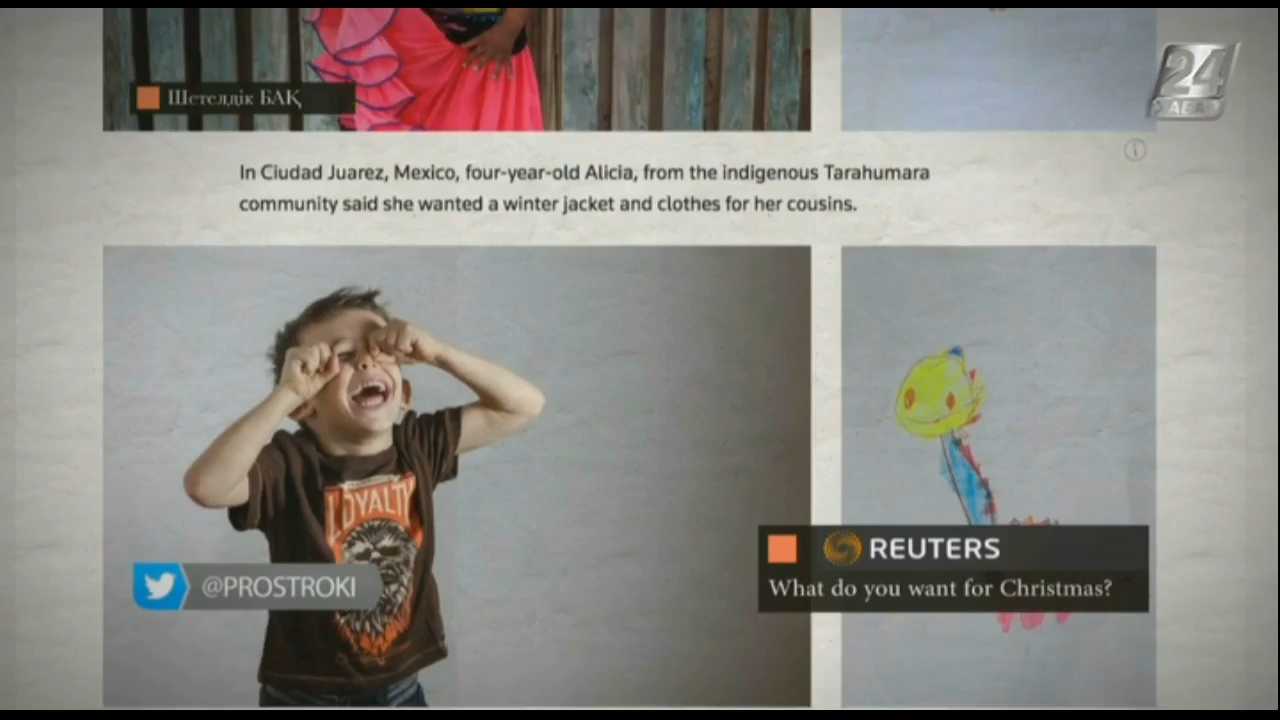 Шетелдік БАҚ
24
In Ciudad Juarez, Mexico, four-year-old Alicia, from the indigenous Tarahumara
community said she wanted a winter jacket and clothes for her cousins.
LOYALTY
@PROSTROKI
REUTERS
What do you want for Christmas?